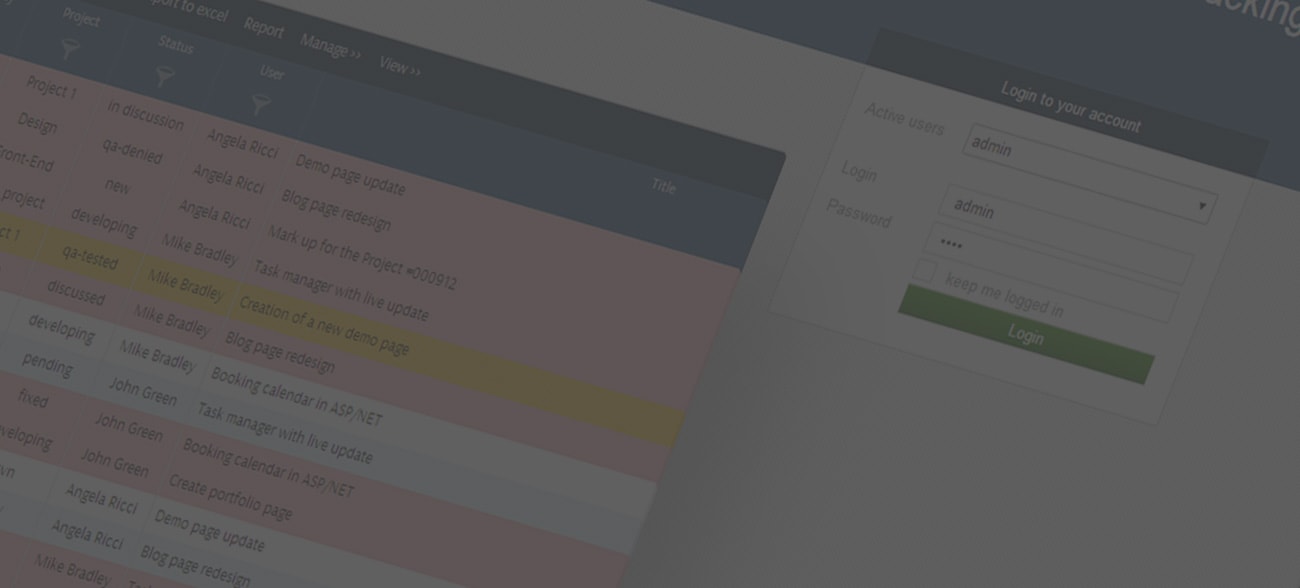 port to excel Report Manage >> View >>
Project Status User Title
Project 1 in discussion Angela Ricci Demo page update
Design qa-denied Angela Ricci Blog page redesign
Front-End new Angela Ricci Mark up for the Project #000912
project developing Mike Bradley Task manager with live update
ct 1 qa-tested Mike Bradley Creation of a new demo page
discussed Mike Bradley Blog page redesign
developing Mike Bradley Booking calendar in ASP/NET
pending John Green Task manager with live update
fixed John Green Booking calendar in ASP/NET
veloping John Green Create portfolio page
wn Angela Ricci Demo page update
Angela Ricci Blog page redesign
Mike Bradley
acking
Login to your account
Active users admin
Login admin
Password ••••
keep me logged in
Login